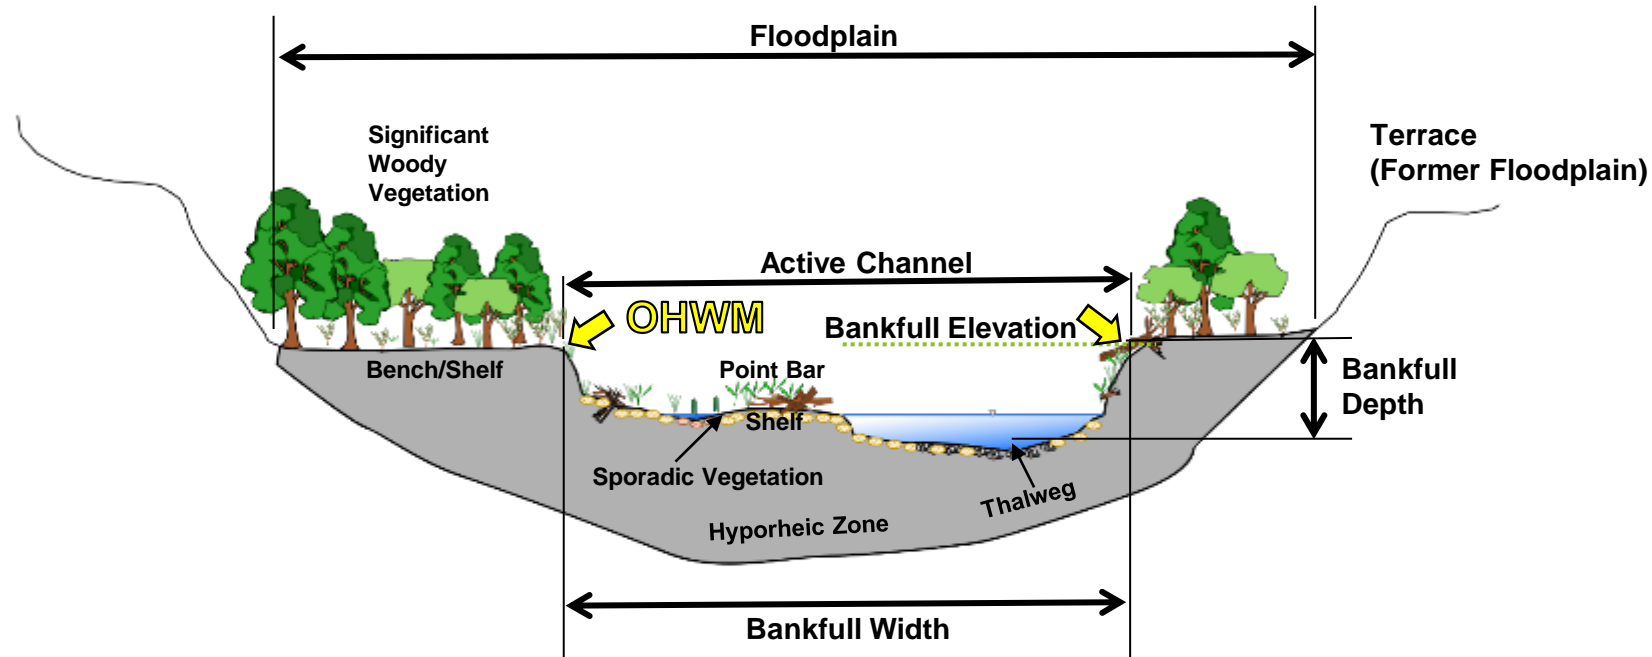 Floodplain
Significant
Woody
Vegetation
Terrace
(Former Floodplain)
Active Channel
OHWM
Bankfull Elevation
Bench/Shelf
Point Bar
Bankfull
Depth
Shelf
Sporadic Vegetation
Thalweg
Hyporheic Zone
Bankfull Width